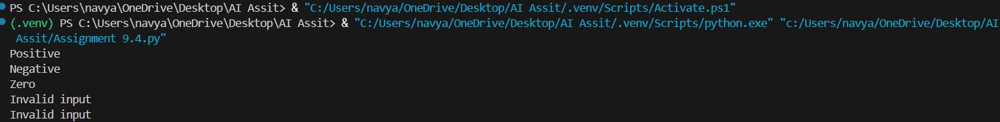 PS C:\Users\navya\OneDrive\Desktop\AI Assit> & "C:/Users/navya/OneDrive/Desktop/AI Assit/.venv/Scripts/Activate.ps1"
(.venv) PS C:\Users\navya\OneDrive\Desktop\AI Assit> & "C:/Users/navya/OneDrive/Desktop/AI Assit/.venv/Scripts/python.exe" "c:/Users/navya/OneDrive/Desktop/AI
Assit/Assignment 9.4.py"
Positive
Negative
Zero
Invalid input
Invalid input